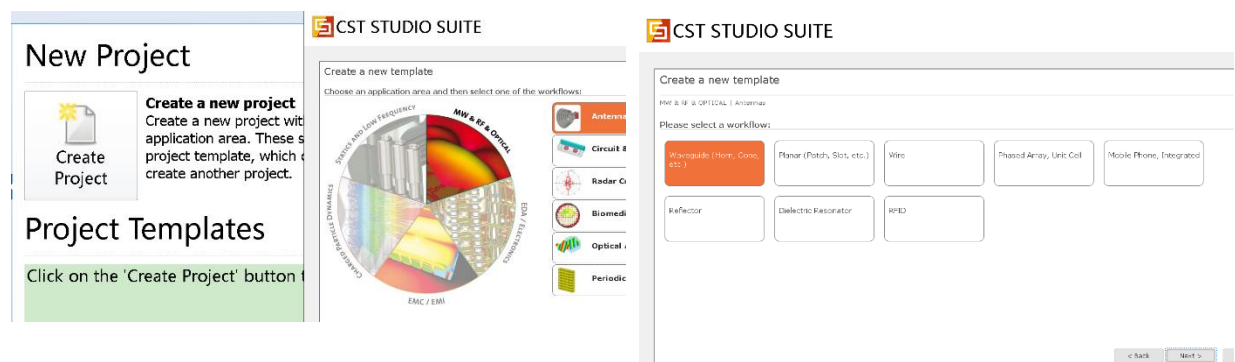 New Project
Create
Project
Create a new project
Create a new project wit
application area. These s
project template, which
create another project.
Project Templates
Click on the 'Create Project' button
CST STUDIO SUITE
Create a new template
Choose an application area and then select one of the workflows:
STATICS AND LOW FREQUENCY
MW & RF & OPTICAL
EDA / ELECTRONICS
EMC / EMI
CHARGED PARTICLE DYNAMICS
Antenna
Circuit &
Radar C
Biomedi
Optical
Periodic
CST STUDIO SUITE
Create a new template
MW & RF & OPTICAL | Antennas
Please select a workflow:
Waveguide (Horn, Cone,
etc.)
Planar (Patch, Slot, etc.)
Wire
Phased Array, Unit Cell
Mobile Phone, Integrated
Reflector
Dielectric Resonator
RFID
< Back
Next >